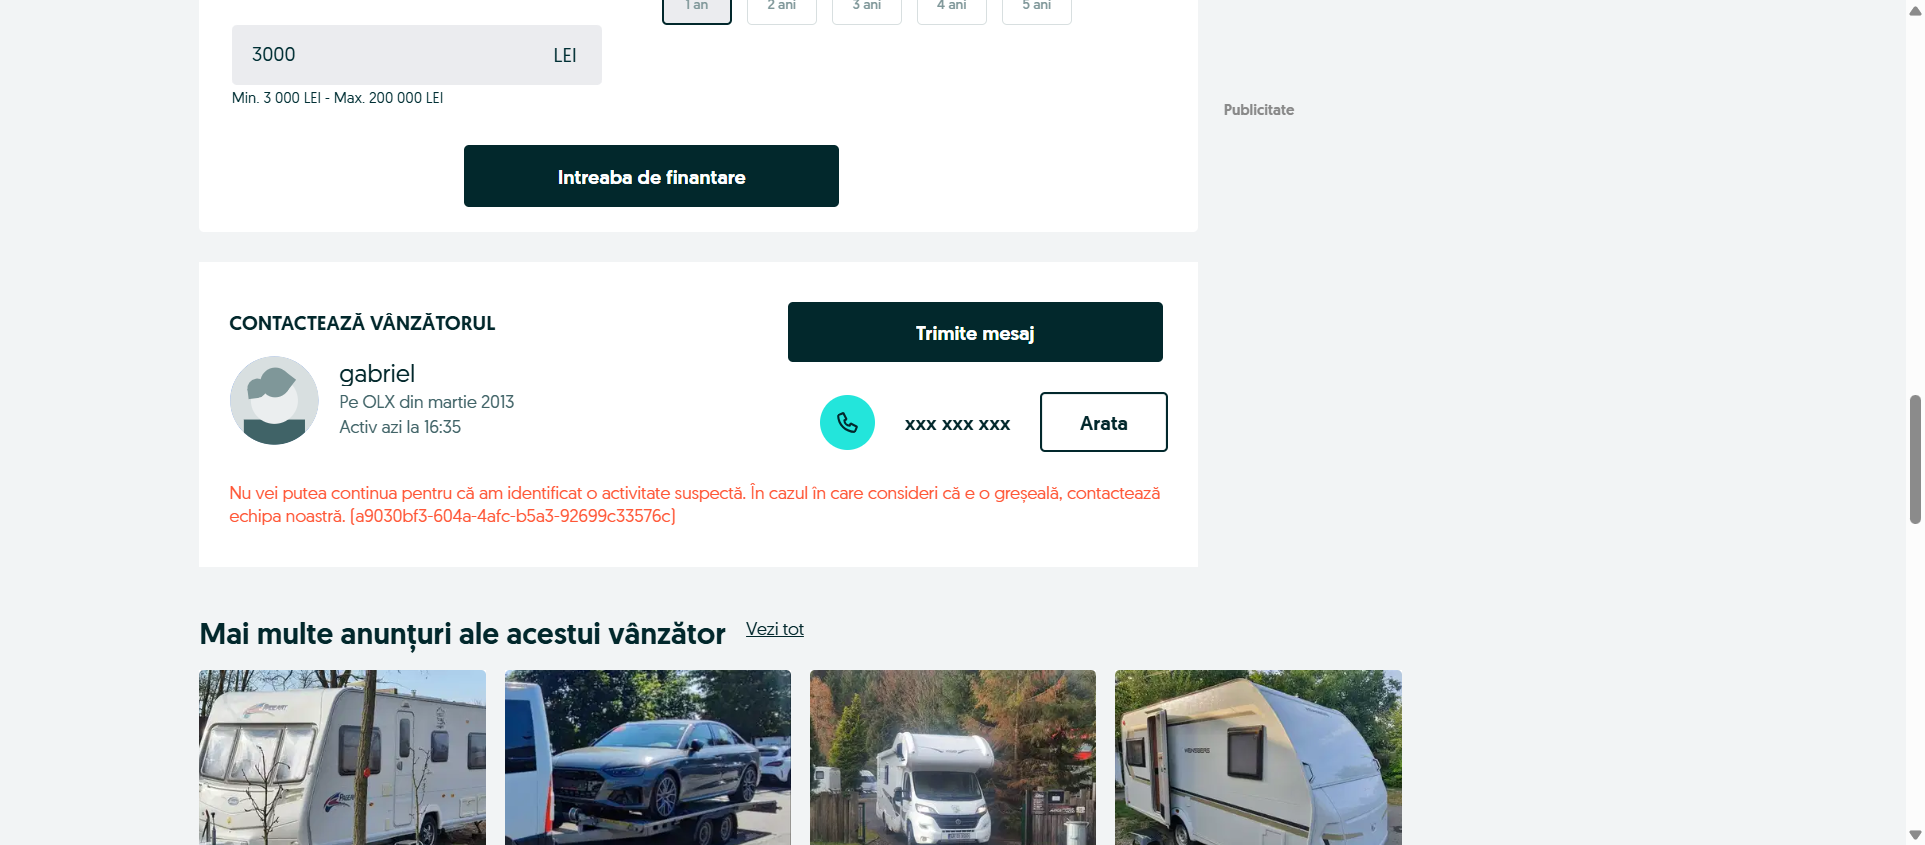 1 an
2 ani
3 ani
4 ani
5 ani
3000
LEI
Min. 3 000 LEI - Max. 200 000 LEI
Publicitate
Intreaba de finantare
CONTACTEAZĂ VÂNZĂTORUL
Trimite mesaj
gabriel
Pe OLX din martie 2013
Activ azi la 16:35
xxx xxx xxx
Arata
Nu vei putea continua pentru că am identificat o activitate suspectă. În cazul în care consideri că e o greșeală, contactează
echipa noastră. (a9030bf3-604a-4afc-b5a3-92699c33576c)
Mai multe anunțuri ale acestui vânzător
Vezi tot